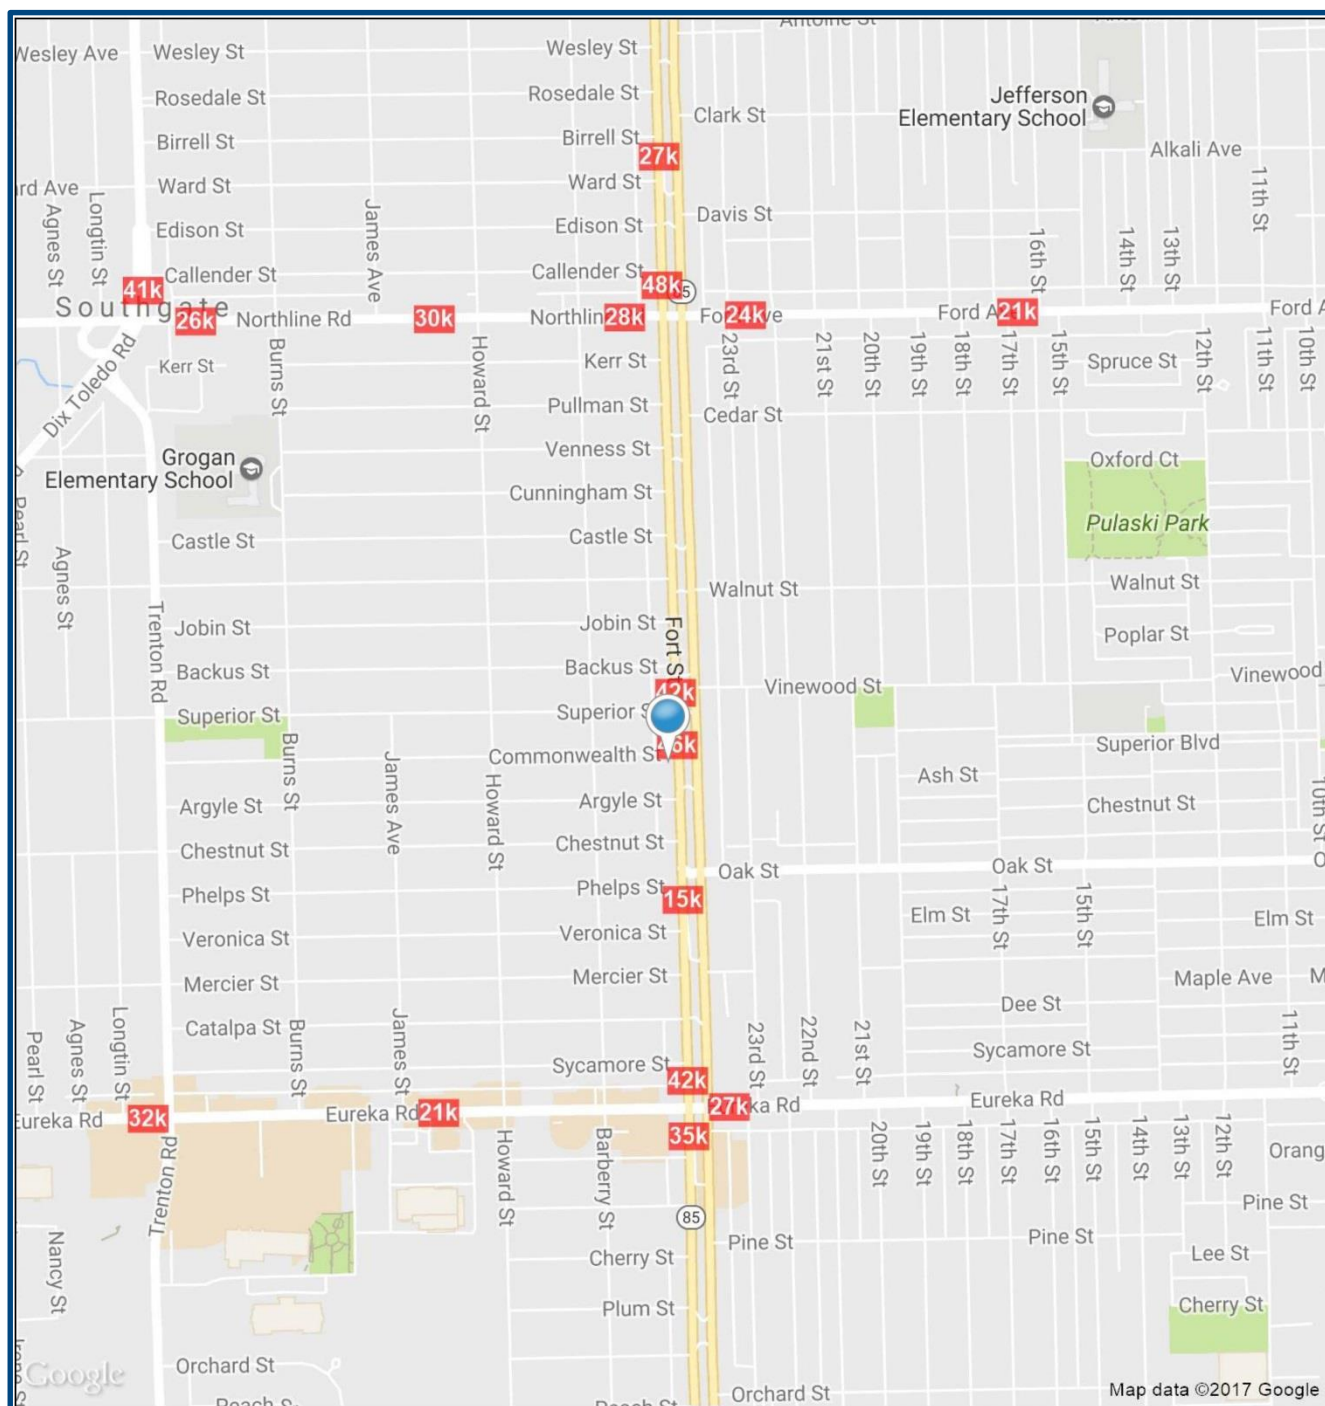 Antoine St
Wesley Ave
Wesley St
Wesley St
Rosedale St
Rosedale St
Jefferson
Elementary School
Clark St
Birrell St
Birrell St
27k
Alkali Ave
Ward St
Ward St
Longtin St
Agnes St
James Ave
11th St
Davis St
Edison St
Edison St
16th St
14th St
13th St
Callender St
Callender St
41k
48k
Southgate
26k
Northline Rd
30k
28k
24k
Ford Ave
21k
Kerr St
Kerr St
Dix Toledo Rd
Burns St
Howard St
23rd St
21st St
20th St
19th St
18th St
17th St
15th St
Spruce St
12th St
11th St
10th St
Pullman St
Cedar St
Venness St
Grogan
Elementary School
Oxford Ct
Cunningham St
Pearl St
Pulaski Park
Castle St
Castle St
Agnes St
Walnut St
Walnut St
Trenton Rd
Jobin St
Jobin St
Fort St
Poplar St
Backus St
Backus St
Vinewood St
Vinewood
42k
Superior St
Superior
Burns St
46k
Superior Blvd
Commonwealth St
James Ave
Howard St
Ash St
Argyle St
Argyle St
Chestnut St
10th St
Chestnut St
Chestnut St
Oak St
Oak St
Phelps St
Phelps St
15k
17th St
15th St
Elm St
Elm St
Veronica St
Veronica St
Mercier St
Mercier St
Maple Ave
Dee St
Catalpa St
Pearl St
Agnes St
Longtin St
Burns St
James St
23rd St
22nd St
21st St
11th St
Sycamore St
Sycamore St
42k
Eureka Rd
32k
Eureka Rd
21k
27k
Eureka Rd
35k
Trenton Rd
Howard St
Barberry St
20th St
19th St
18th St
17th St
16th St
15th St
14th St
13th St
12th St
Orang
85
Pine St
Pine St
Pine St
Nancy St
Cherry St
Lee St
Plum St
Cherry St
Orchard St
Google
Orchard St
Map data ©2017 Google